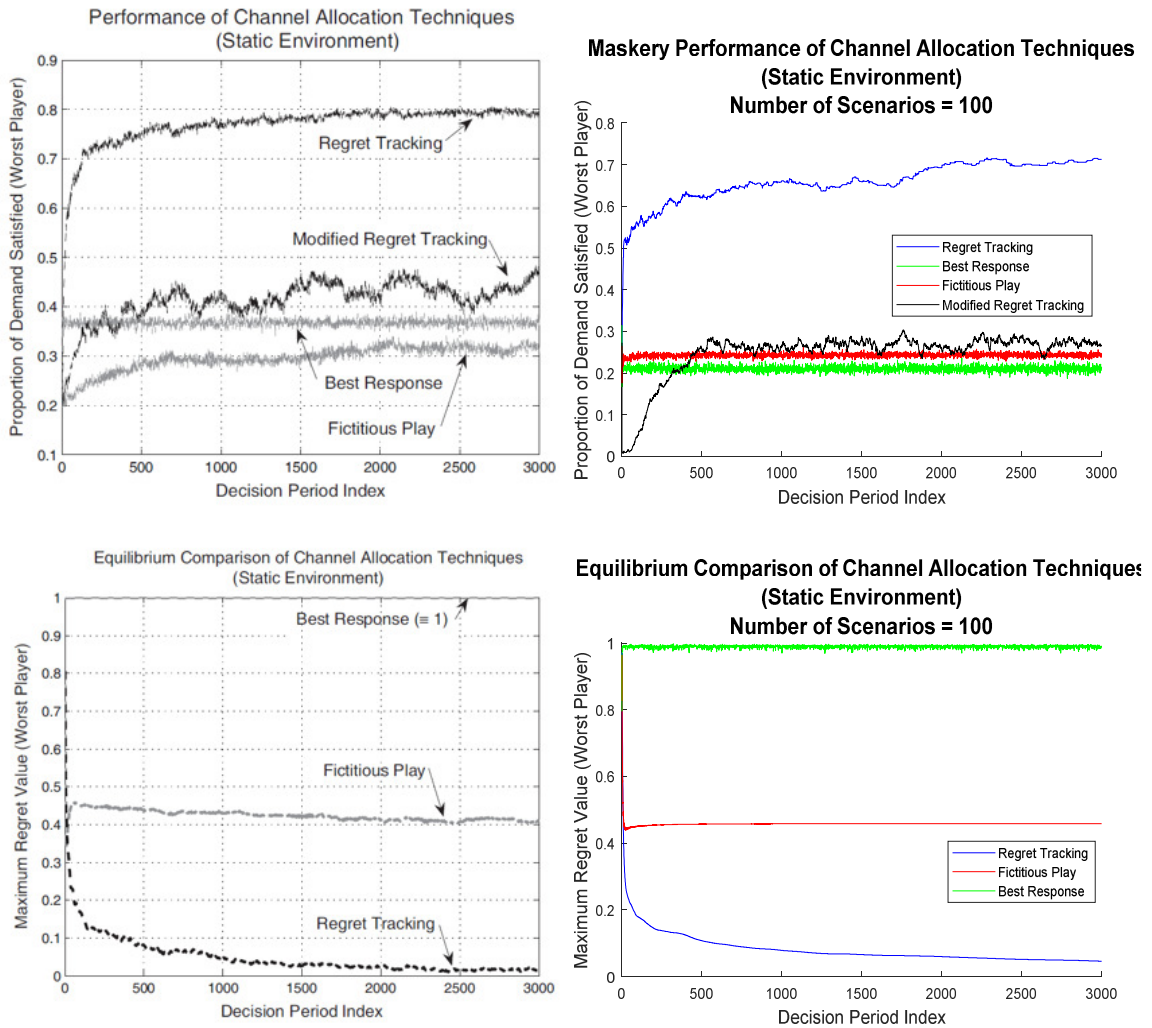 Performance of Channel Allocation Techniques
(Static Environment)
Proportion of Demand Satisfied (Worst Player)
0.9
0.8
0.7
0.6
0.5
0.4
0.3
0.2
0.1
Regret Tracking
Modified Regret Tracking
Best Response
Fictitious Play
0 500 1000 1500 2000 2500 3000
Decision Period Index
Maskery Performance of Channel Allocation Techniques
(Static Environment)
Number of Scenarios = 100
Proportion of Demand Satisfied (Worst Player)
0.8
0.7
0.6
0.5
0.4
0.3
0.2
0.1
0
Regret Tracking
Best Response
Fictitious Play
Modified Regret Tracking
0 500 1000 1500 2000 2500 3000
Decision Period Index
Equilibrium Comparison of Channel Allocation Techniques
(Static Environment)
Maximum Regret Value (Worst Player)
1
0.9
0.8
0.7
0.6
0.5
0.4
0.3
0.2
0.1
0
Best Response (≡ 1)
Fictitious Play
Regret Tracking
0 500 1000 1500 2000 2500 3000
Decision Period Index
Equilibrium Comparison of Channel Allocation Techniques
(Static Environment)
Number of Scenarios = 100
Maximum Regret Value (Worst Player)
1
0.8
0.6
0.4
0.2
0
Regret Tracking
Fictitious Play
Best Response
0 500 1000 1500 2000 2500 3000
Decision Period Index